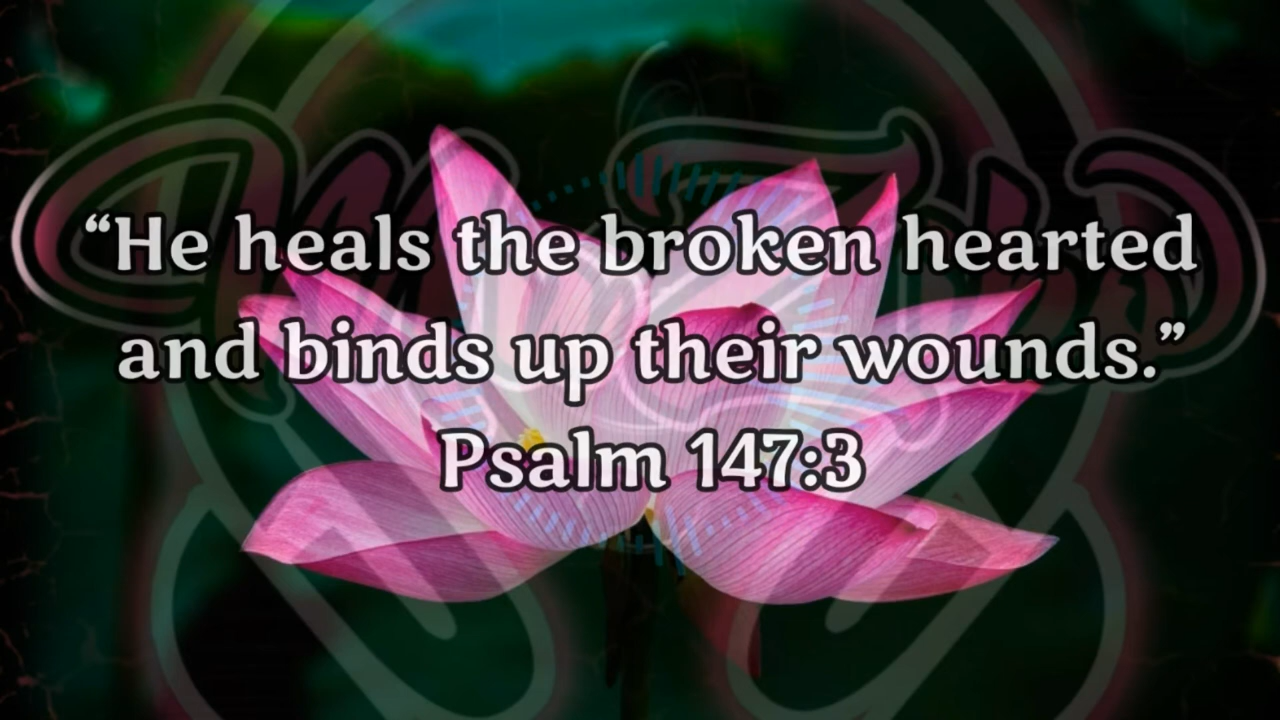 “He heals the broken hearted
and binds up their wounds.”
Psalm 147:3